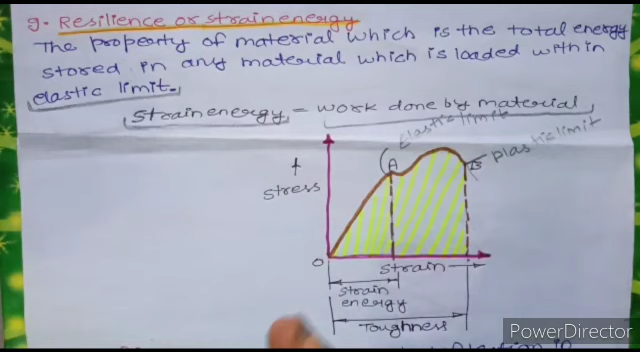 9. Resilience or strain energy
The property of material which is the total energy
stored in any material which is loaded within
elastic limit.
Strain energy = work done by material
Elastic limit
A
B
plastic limit
Stress
O
Strain
Strain
energy
Toughness
PowerDirector